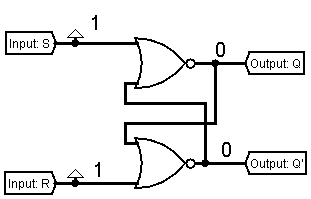 1
0
Input: S
Output: Q
1
0
Output: Q'
Input: R